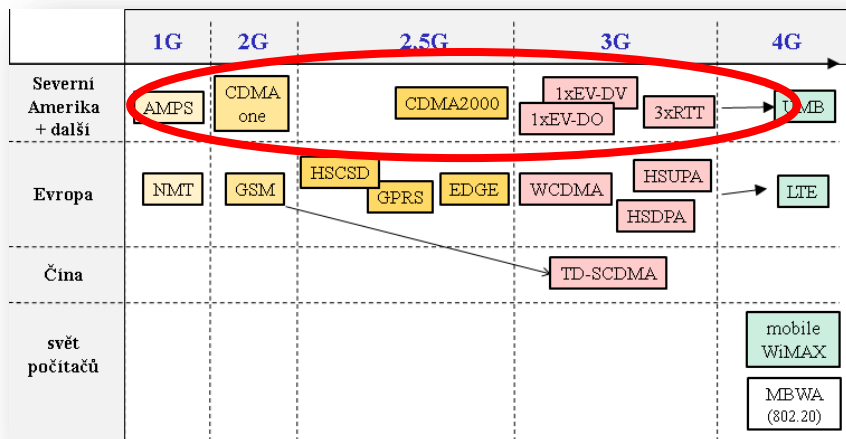 1G 2G 2,5G 3G 4G
Severní
Amerika
+ další
AMPS
CDMA
one
CDMA2000
1xEV-DV
1xEV-DO
3xRTT
UMB
Evropa
NMT
GSM
HSCSD
GPRS
EDGE
WCDMA
HSUPA
HSDPA
LTE
Čína
TD-SCDMA
svět
počítačů
mobile
WiMAX
MBWA
(802.20)